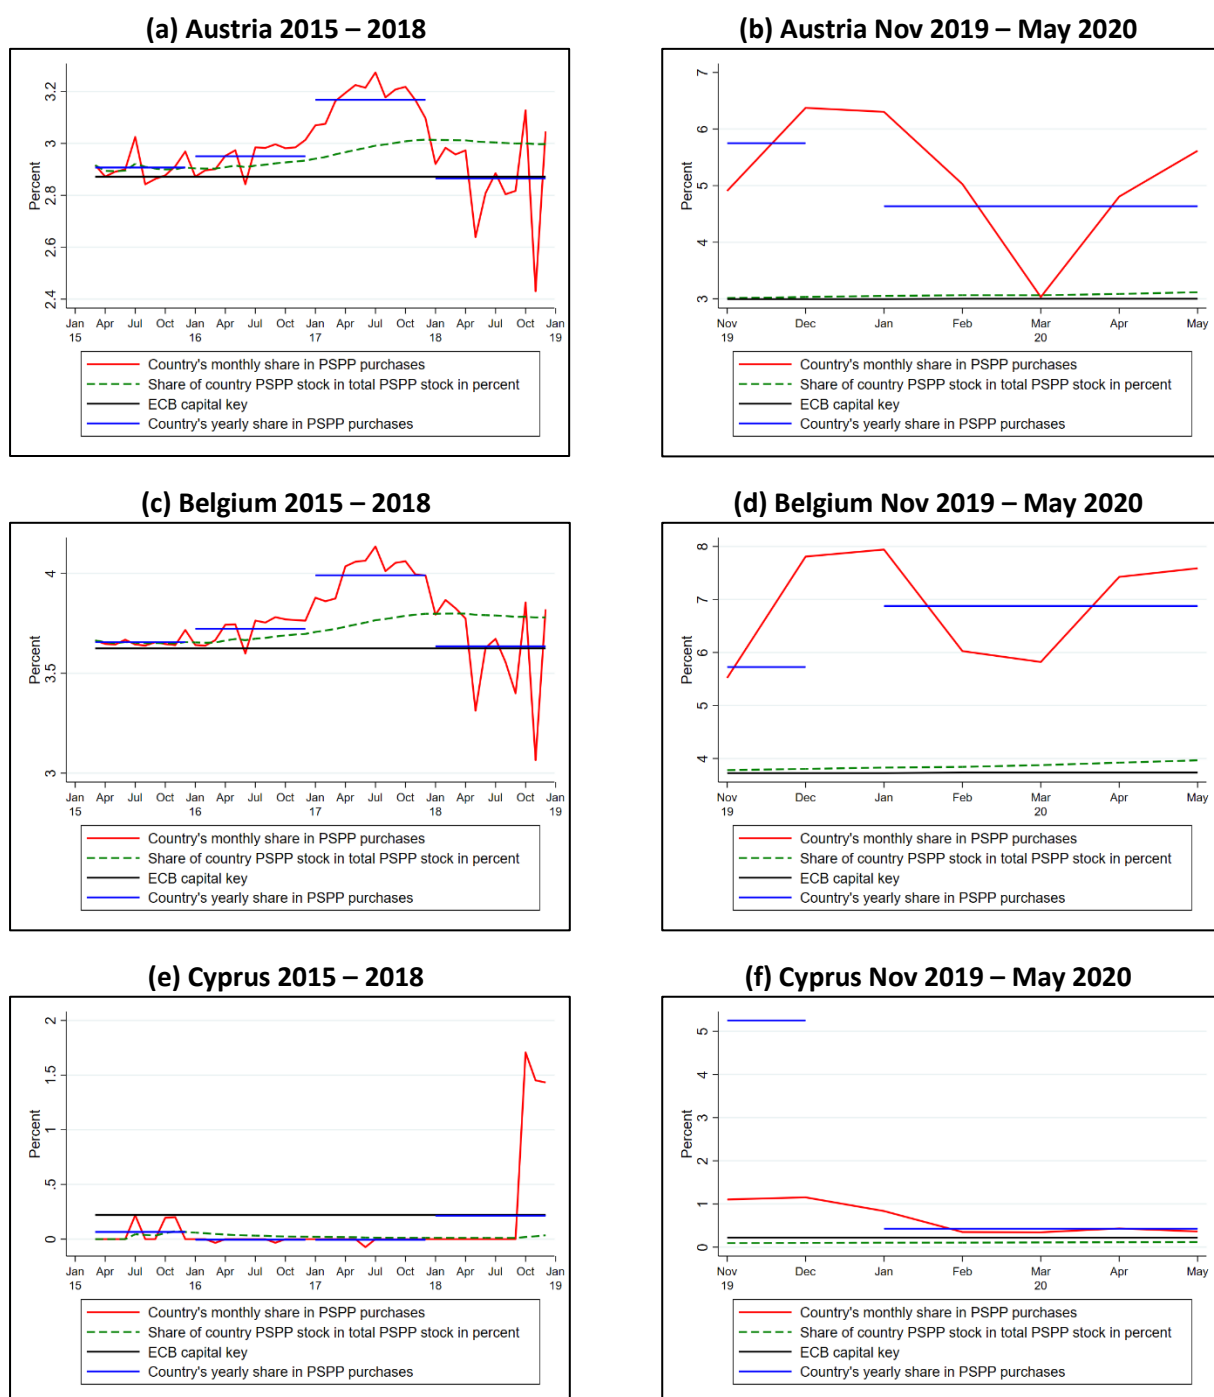 (a) Austria 2015 – 2018
Percent
3.2
3
2.8
2.6
2.4
Jan Apr Jul Oct Jan Apr Jul Oct Jan Apr Jul Oct Jan Apr Jul Oct Jan
15 16 17 18 19
Country's monthly share in PSPP purchases
Share of country PSPP stock in total PSPP stock in percent
ECB capital key
Country's yearly share in PSPP purchases
(b) Austria Nov 2019 – May 2020
Percent
7
6
5
4
3
Nov Dec Jan Feb Mar Apr May
19 20
Country's monthly share in PSPP purchases
Share of country PSPP stock in total PSPP stock in percent
ECB capital key
Country's yearly share in PSPP purchases
(c) Belgium 2015 – 2018
Percent
4
3.5
3
Jan Apr Jul Oct Jan Apr Jul Oct Jan Apr Jul Oct Jan Apr Jul Oct Jan
15 16 17 18 19
Country's monthly share in PSPP purchases
Share of country PSPP stock in total PSPP stock in percent
ECB capital key
Country's yearly share in PSPP purchases
(d) Belgium Nov 2019 – May 2020
Percent
8
7
6
5
4
Nov Dec Jan Feb Mar Apr May
19 20
Country's monthly share in PSPP purchases
Share of country PSPP stock in total PSPP stock in percent
ECB capital key
Country's yearly share in PSPP purchases
(e) Cyprus 2015 – 2018
Percent
2
1.5
1
.5
0
Jan Apr Jul Oct Jan Apr Jul Oct Jan Apr Jul Oct Jan Apr Jul Oct Jan
15 16 17 18 19
Country's monthly share in PSPP purchases
Share of country PSPP stock in total PSPP stock in percent
ECB capital key
Country's yearly share in PSPP purchases
(f) Cyprus Nov 2019 – May 2020
Percent
5
4
3
2
1
0
Nov Dec Jan Feb Mar Apr May
19 20
Country's monthly share in PSPP purchases
Share of country PSPP stock in total PSPP stock in percent
ECB capital key
Country's yearly share in PSPP purchases